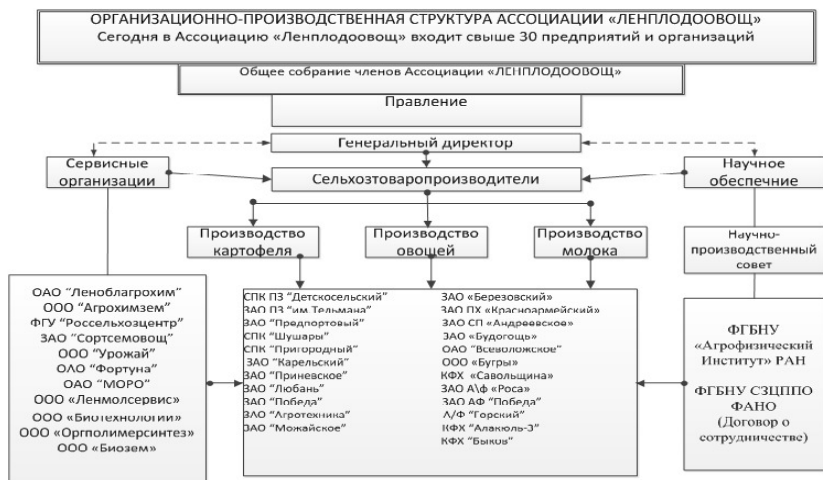 ОРГАНИЗАЦИОННО-ПРОИЗВОДСТВЕННАЯ СТРУКТУРА АССОЦИАЦИИ «ЛЕНПЛОДООВОЩ»
Сегодня в Ассоциацию «Ленплодоовощ» входит свыше 30 предприятий и организаций
Общее собрание членов Ассоциации «ЛЕНПЛОДООВОЩ»
Правление
Генеральный директор
Сервисные
организации
Сельхозтоваропроизводители
Научное
обеспечние
Производство
картофеля
Производство
овощей
Производство
молока
Научно-
производственный
совет
ОАО "Леноблагрохим"
ООО "Агрохимзем"
ФГУ "Россельхозцентр"
ЗАО "Сортсемовощ"
ООО "Урожай"
ОАО "Фортуна"
ОАО "МОРО"
ООО «Ленмолсервис»
ООО «Биотехнологии»
ООО «Оргполимерсинтез»
ООО «Биозем»
СПК ПЗ "Детскосельский"
ЗАО ПЗ "им.Тельмана"
ЗАО "Предпортовый"
СПК "Шушары"
СПК "Пригородный"
ЗАО "Карельский"
ЗАО "Приневское"
ЗАО "Любань"
ЗАО "Победа"
ЗАО "Агротехника"
ЗАО "Можайское"
ЗАО «Березовский»
ЗАО ПХ «Красноармейский»
ЗАО СП «Андреевское»
ЗАО «Будогощь»
ОАО "Всеволожское"
ООО «Бугры»
КФХ «Савольщина»
ЗАО А\ф «Роса»
ЗАО АФ "Победа"
А/Ф "Горский"
КФХ "Алакюль-3"
КФХ "Быков"
ФГБНУ
«Агрофизический
Институт» РАН
ФГБНУ СЗЦППО
ФАНО
(Договор о
сотрудничестве)